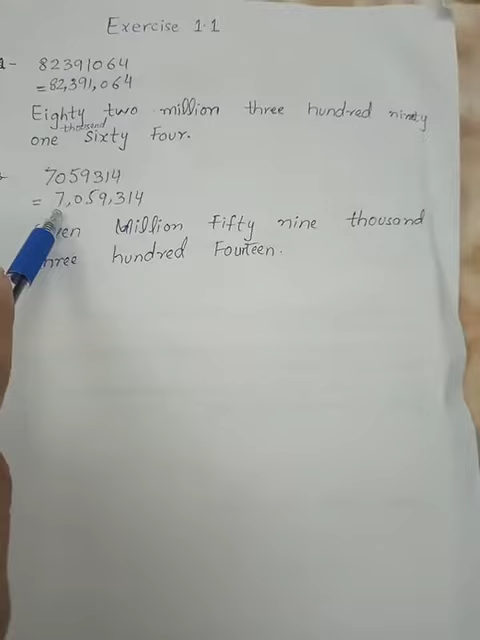 Exercise 1.1
82391064
= 82,391,064
Eighty two million three hundred ninety
thousand
one sixty Four.
7059314
= 7,059,314
Million Fifty nine thousand
hundred Fourteen.